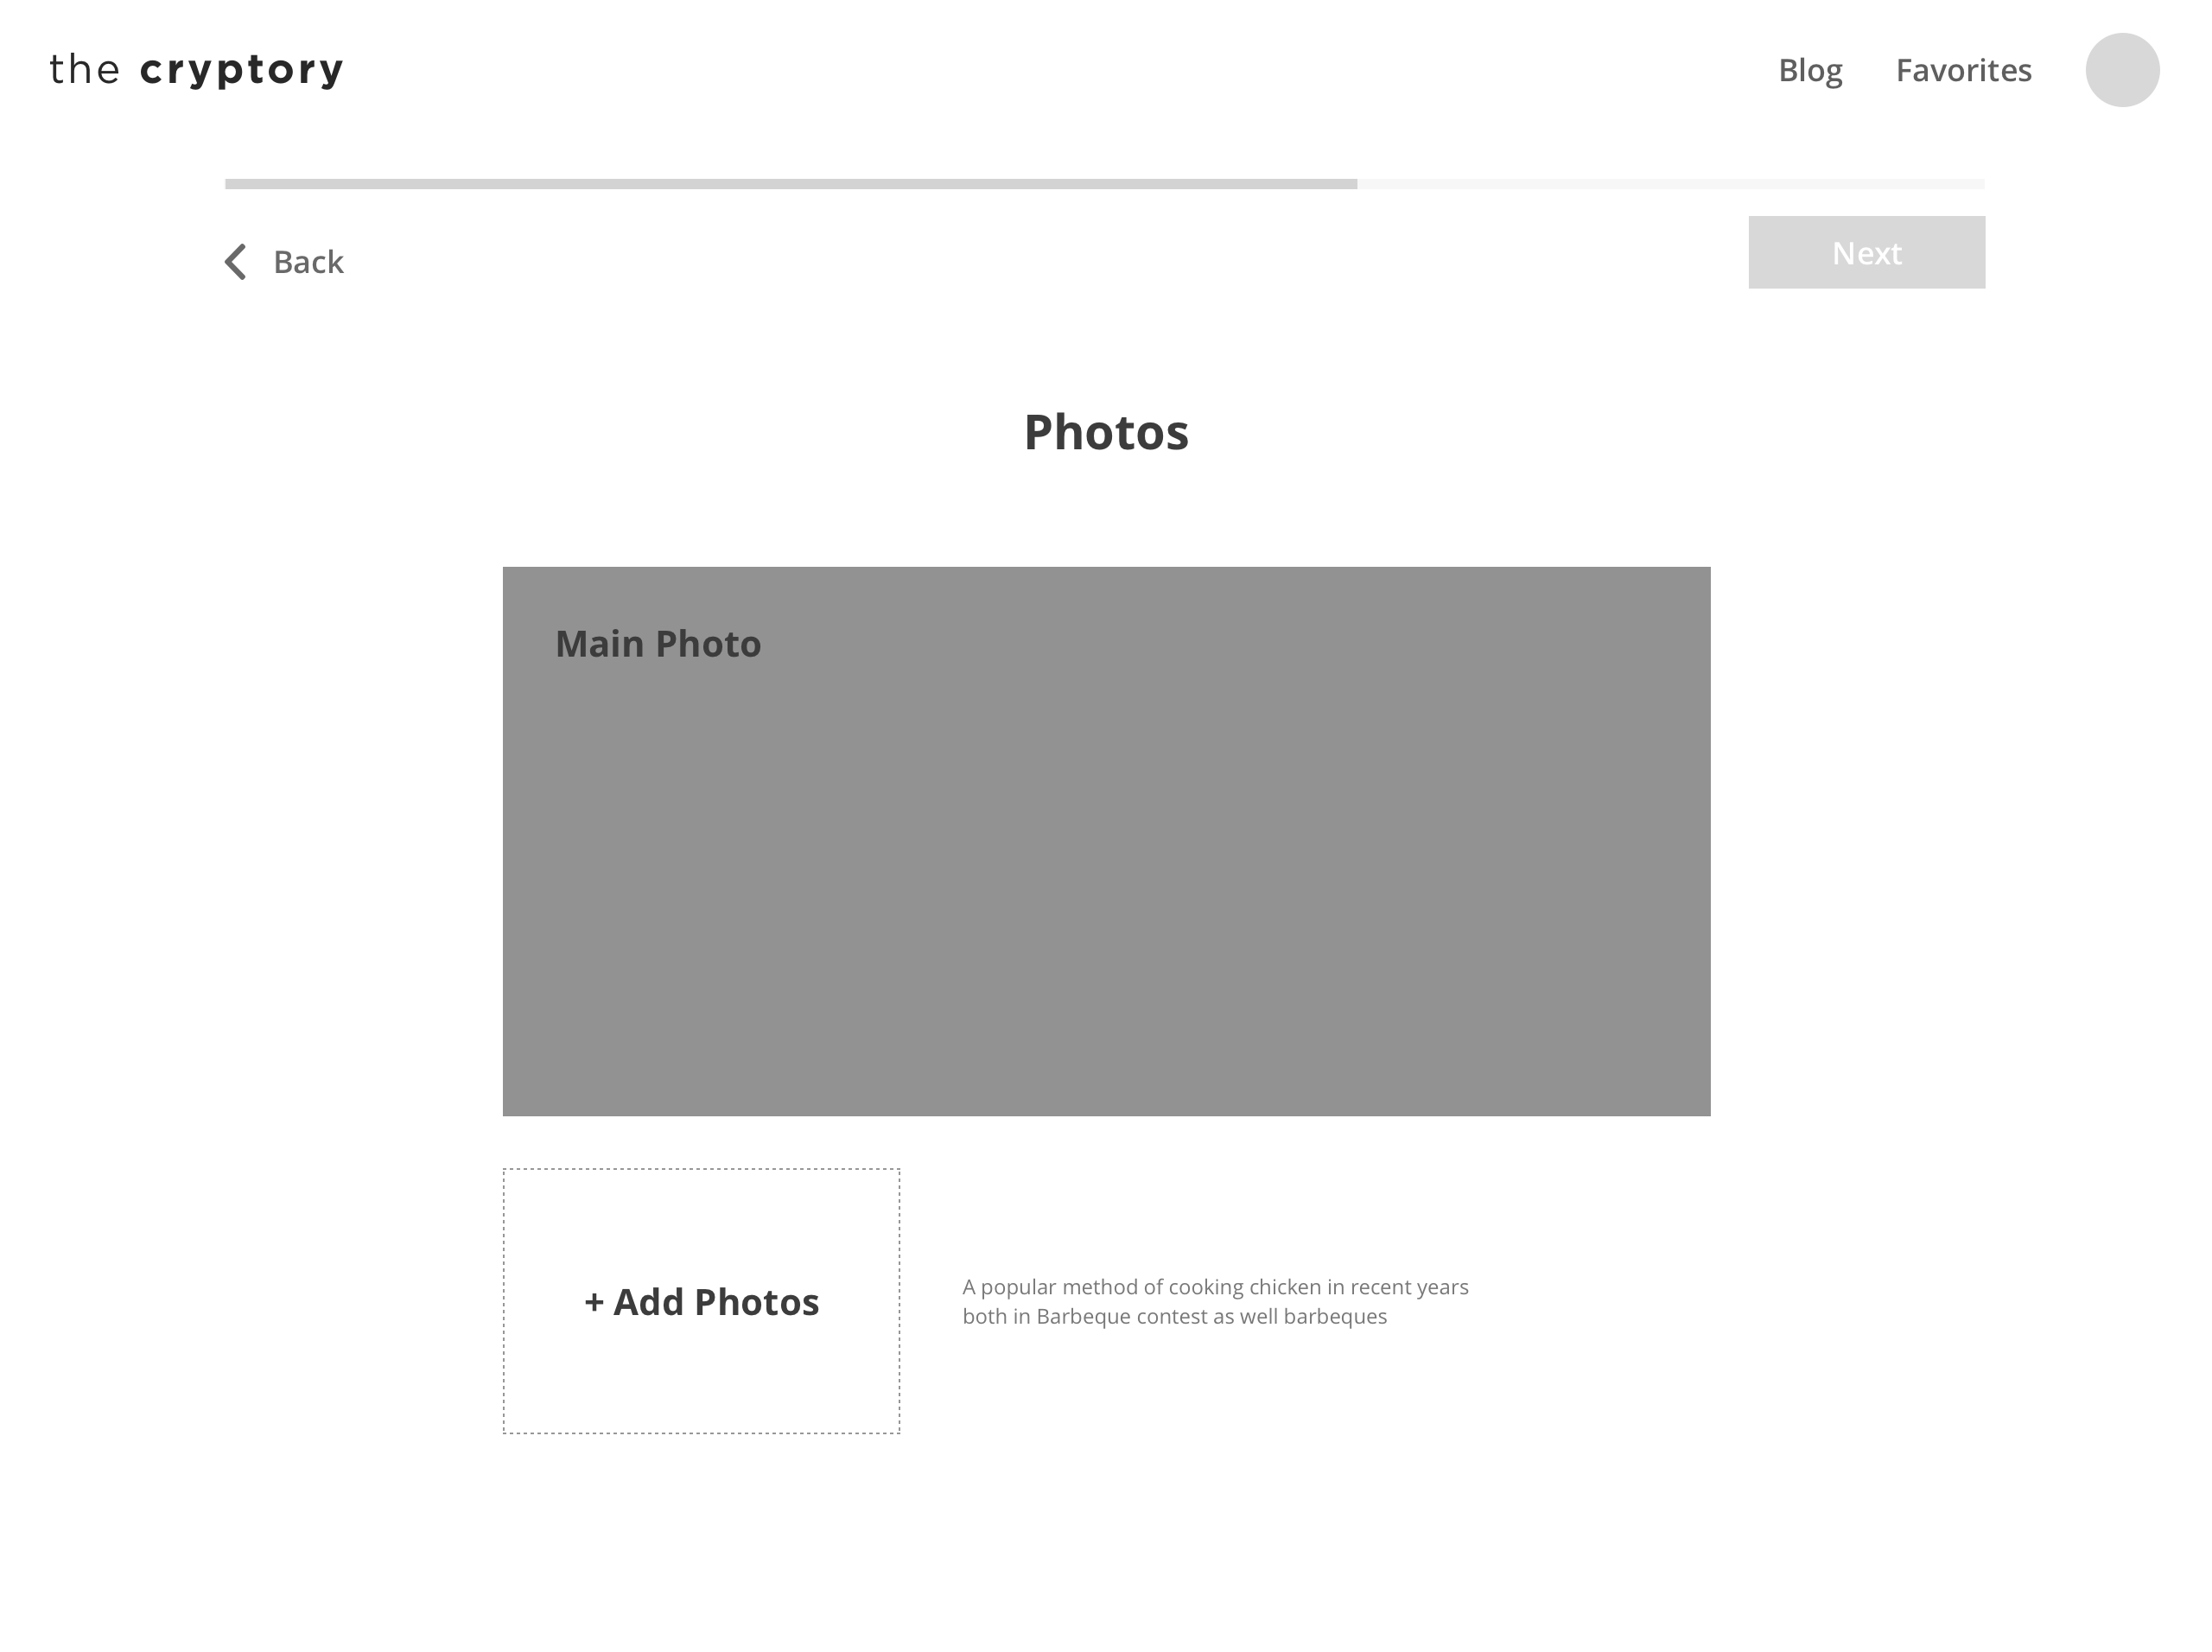 the cryptory
Blog
Favorites
Back
Next
Photos
Main Photo
+ Add Photos
A popular method of cooking chicken in recent years
both in Barbeque contest as well barbeques